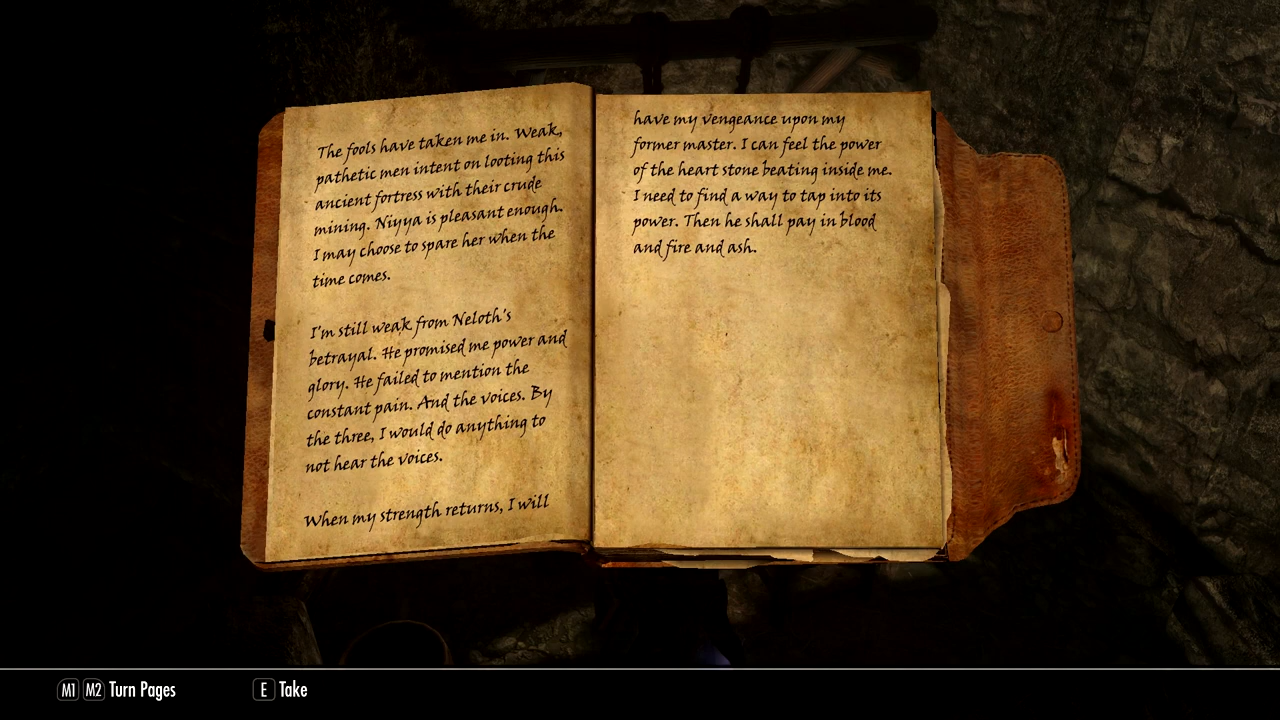 The fools have taken me in. Weak,
pathetic men intent on looting this
ancient fortress with their crude
mining. Niyya is pleasant enough.
I may choose to spare her when the
time comes.
I'm still weak from Neloth's
betrayal. He promised me power and
glory. He failed to mention the
constant pain. And the voices. By
the three, I would do anything to
not hear the voices.
When my strength returns, I will
have my vengeance upon my
former master. I can feel the power
of the heart stone beating inside me.
I need to find a way to tap into its
power. Then he shall pay in blood
and fire and ash.
M1 M2 Turn Pages
E Take